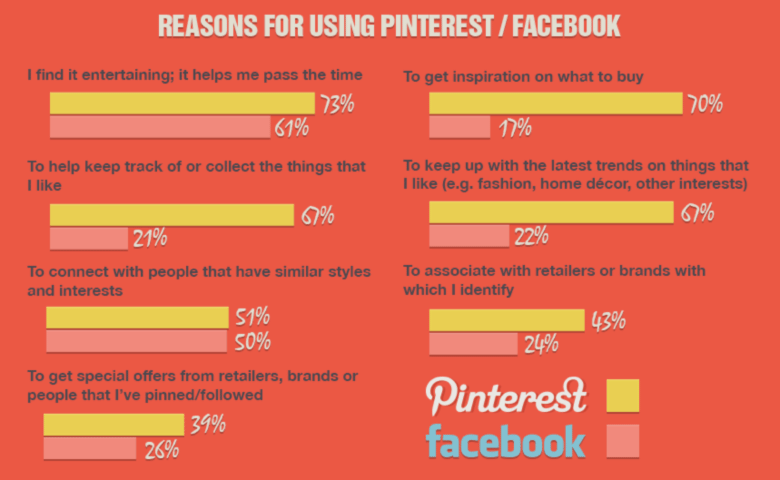 REASONS FOR USING PINTEREST / FACEBOOK
I find it entertaining; it helps me pass the time
73%
61%
To get inspiration on what to buy
70%
17%
To help keep track of or collect the things that
I like
67%
21%
To keep up with the latest trends on things that
I like (e.g. fashion, home décor, other interests)
67%
22%
To connect with people that have similar styles
and interests
51%
50%
To associate with retailers or brands with
which I identify
43%
24%
To get special offers from retailers, brands or
people that I've pinned/followed
39%
26%
Pinterest
facebook